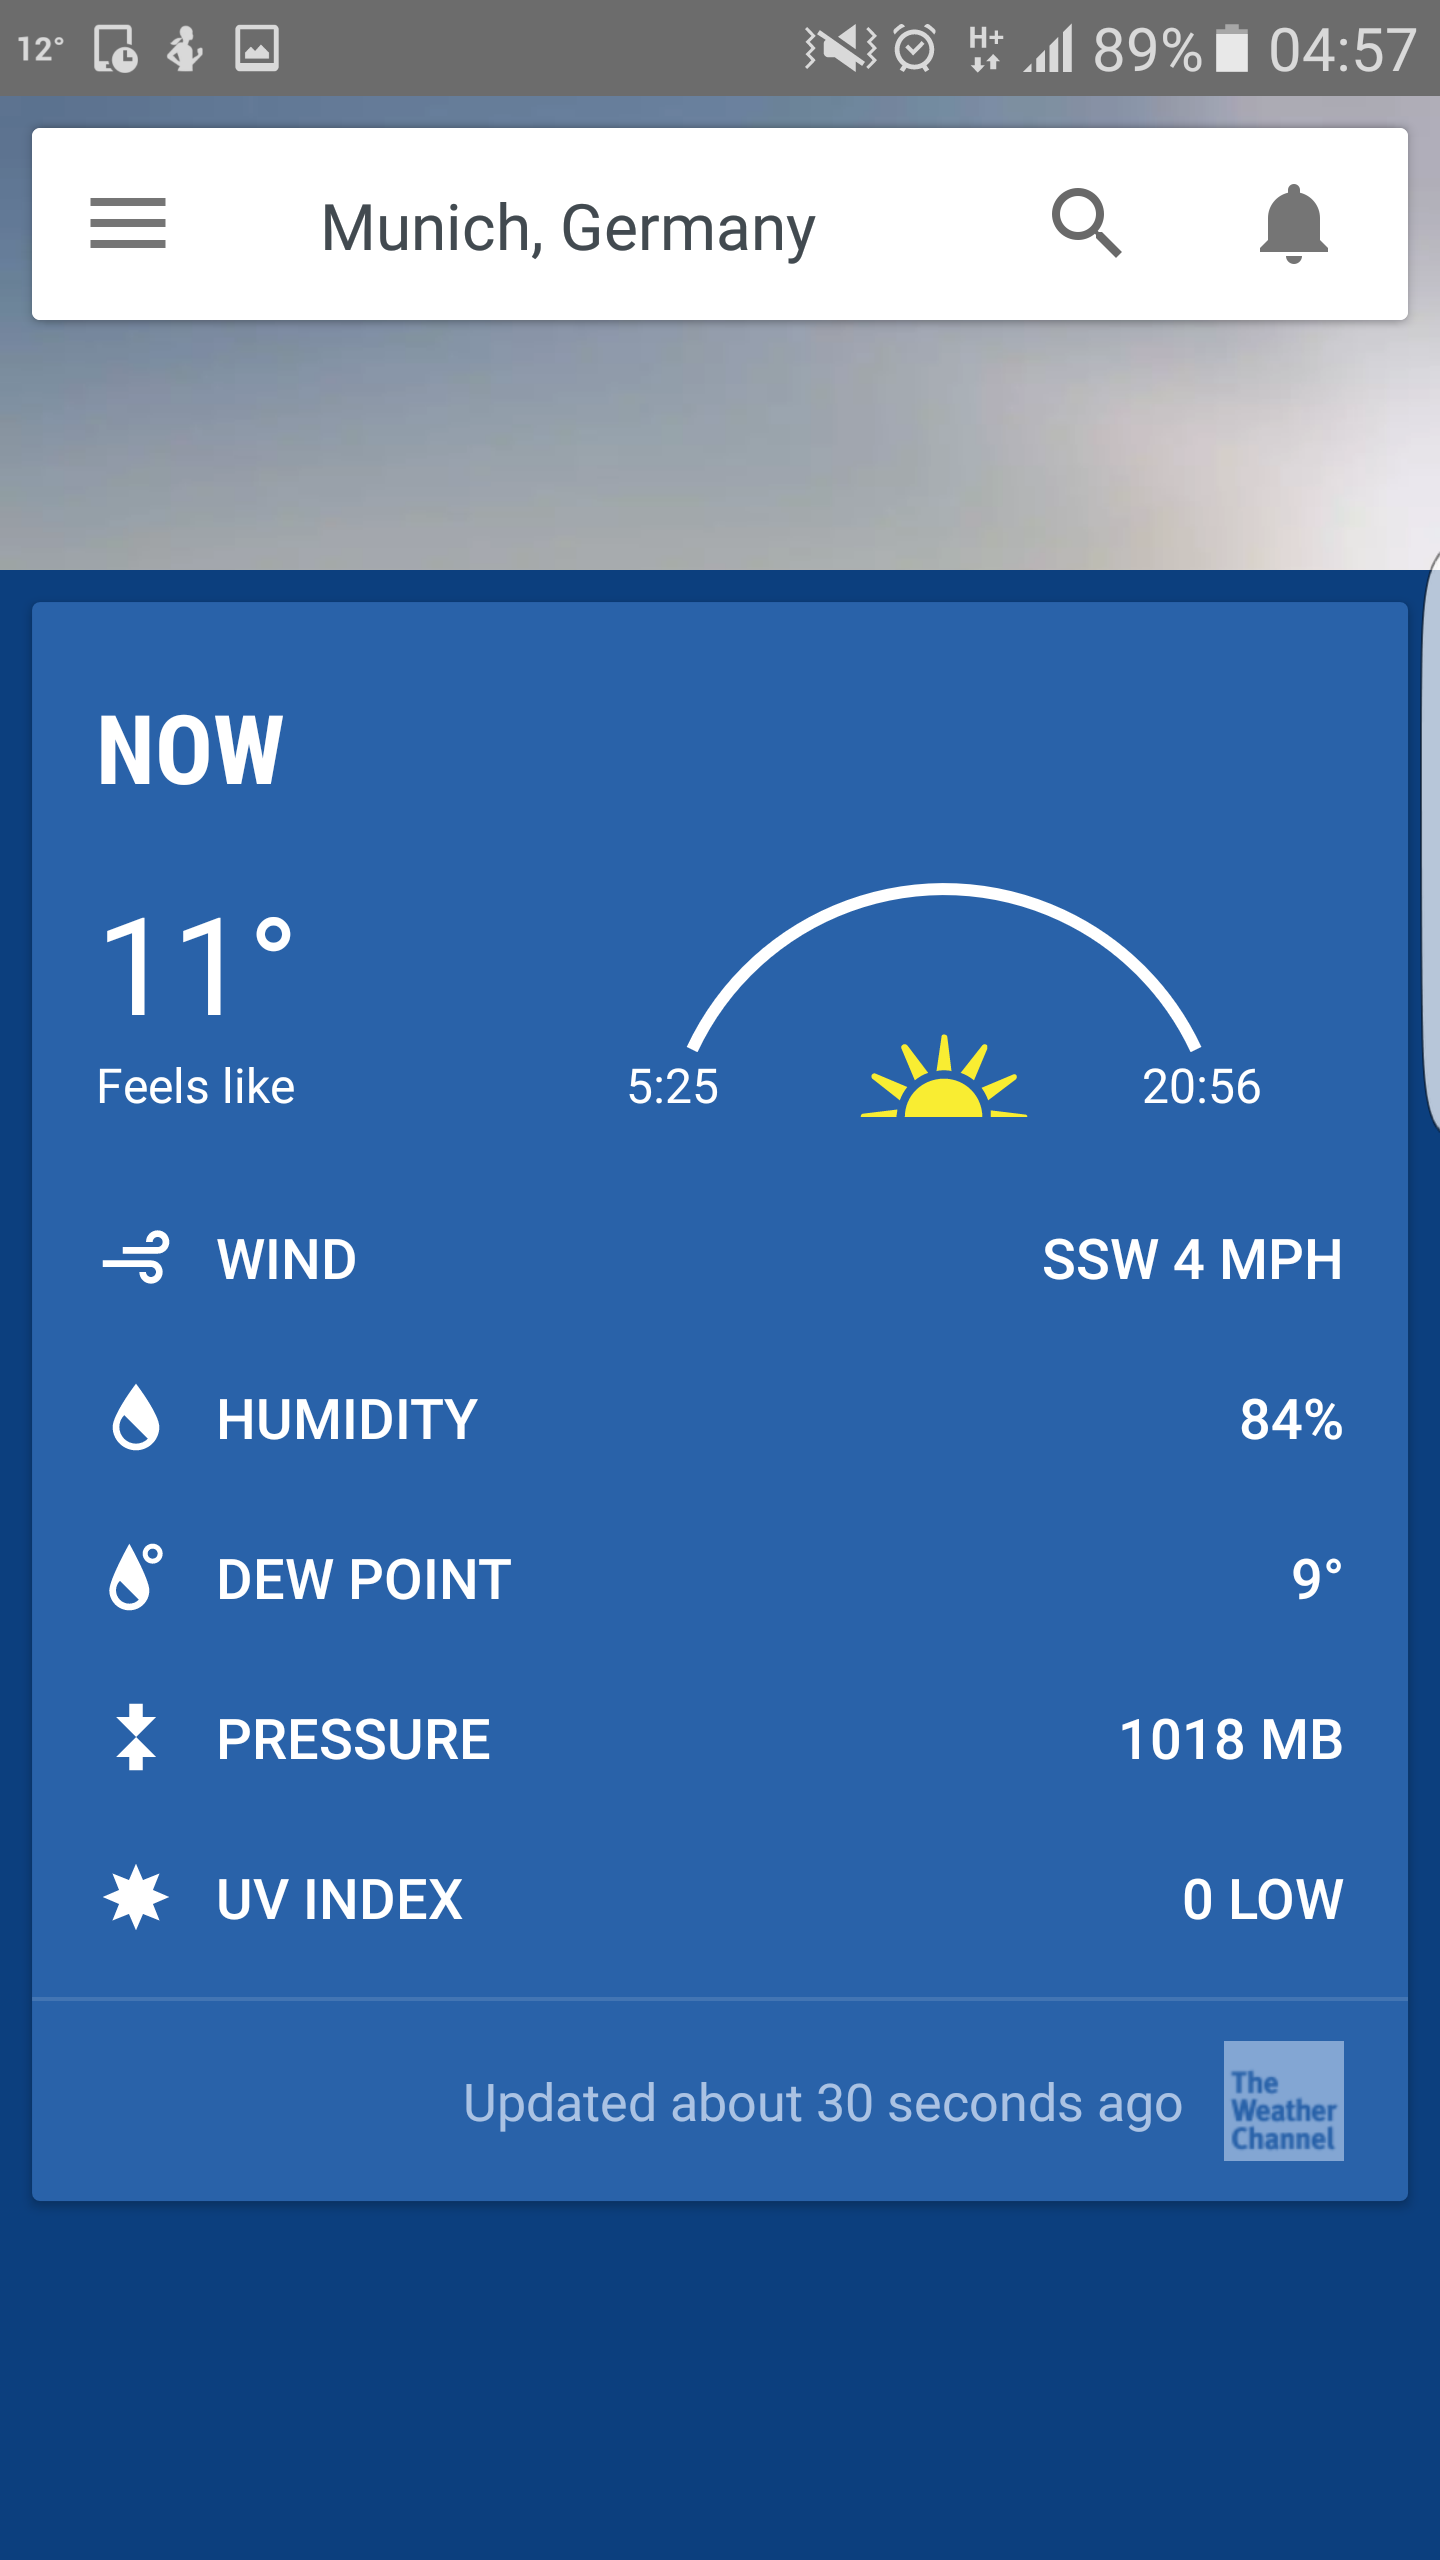 12° H+ 89% 04:57
Munich, Germany
NOW
11°
Feels like
5:25 20:56
WIND SSW 4 MPH
HUMIDITY 84%
DEW POINT 9°
PRESSURE 1018 MB
UV INDEX 0 LOW
Updated about 30 seconds ago
The
Weather
Channel